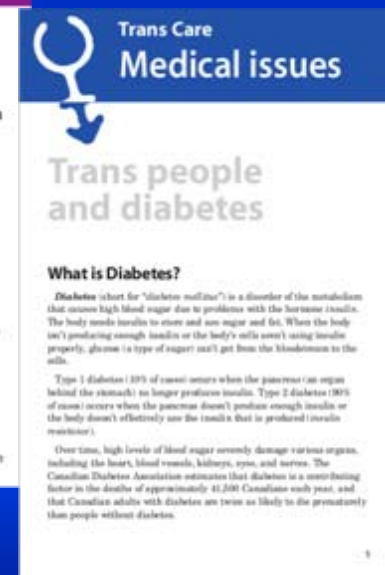 Trans Care
Medical issues
Trans people
and diabetes
What is Diabetes?
Diabetes (short for "diabetes mellitus") is a disorder of the metabolism
that causes high blood sugar due to problems with the hormone insulin.
The body needs insulin to store and use sugar and fat. When the body
isn't producing enough insulin or the body's cells aren't using insulin
properly, glucose (a type of sugar) can't get from the bloodstream to the
cells.
Type 1 diabetes (10% of cases) occurs when the pancreas (an organ
behind the stomach) no longer produces insulin. Type 2 diabetes (90%
of cases) occurs when the pancreas doesn't produce enough insulin or
the body doesn't effectively use the insulin that is produced (insulin
resistance).
Over time, high levels of blood sugar severely damage various organs,
including the heart, blood vessels, kidneys, eyes, and nerves. The
Canadian Diabetes Association estimates that diabetes is a contributing
factor in the deaths of approximately 41,500 Canadians each year, and
that Canadian adults with diabetes are twice as likely to die prematurely
than people without diabetes.